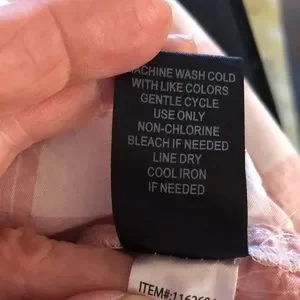 MACHINE WASH COLD
WITH LIKE COLORS
GENTLE CYCLE
USE ONLY
NON-CHLORINE
BLEACH IF NEEDED
LINE DRY
COOL IRON
IF NEEDED
ITEM#: